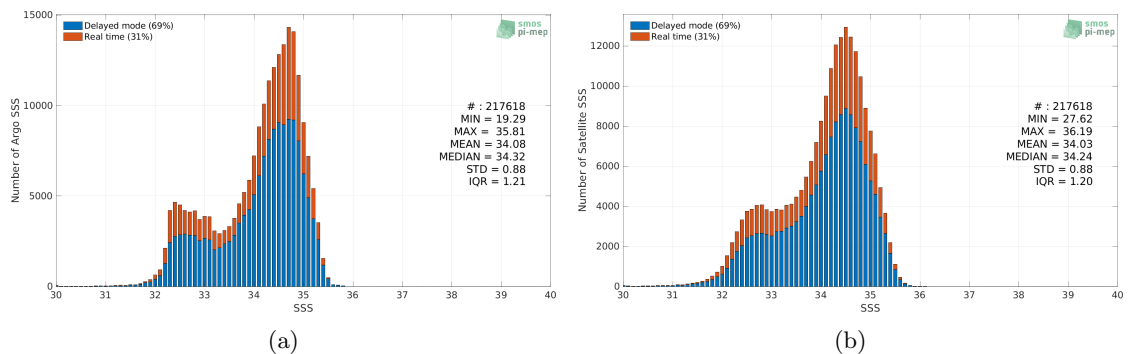 Delayed mode (69%)
Real time (31%)
smos
pi-mep
Number of Argo SSS
15000
10000
5000
0
# : 217618
MIN = 19.29
MAX = 35.81
MEAN = 34.08
MEDIAN = 34.32
STD = 0.88
IQR = 1.21
30 31 32 33 34 35 36 37 38 39 40
SSS
(a)
Delayed mode (69%)
Real time (31%)
smos
pi-mep
Number of Satellite SSS
12000
10000
8000
6000
4000
2000
0
# : 217618
MIN = 27.62
MAX = 36.19
MEAN = 34.03
MEDIAN = 34.24
STD = 0.88
IQR = 1.20
30 31 32 33 34 35 36 37 38 39 40
SSS
(b)